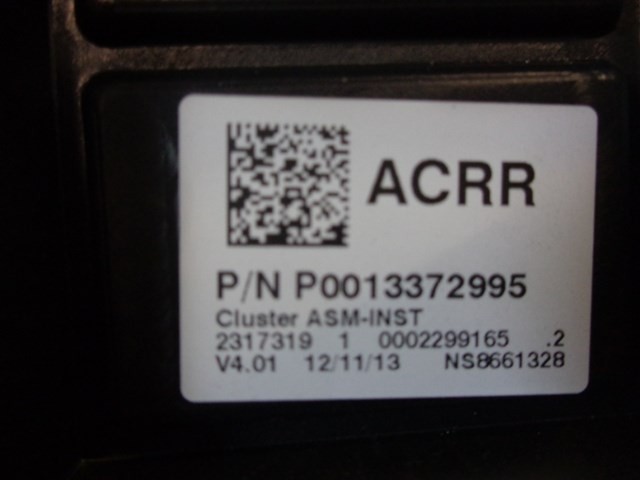 ACRR
P/N P0013372995
Cluster ASM-INST
2317319 1 0002299165 .2
V4.01 12/11/13 NS8661328